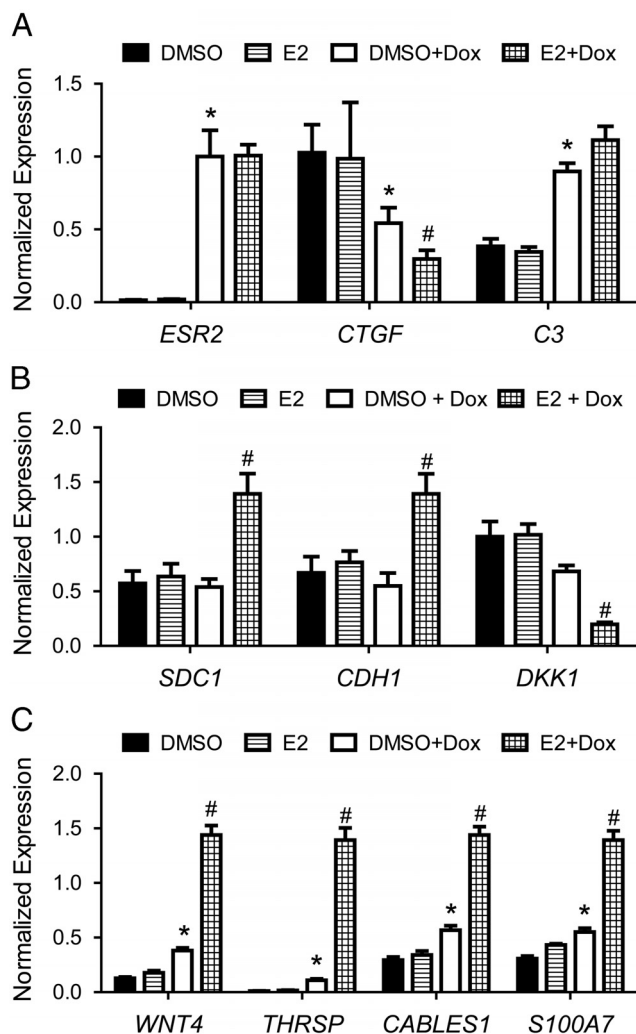 A
DMSO E2 DMSO+Dox E2+Dox
Normalized Expression
1.5
1.0
0.5
0.0
*
*
#
*
ESR2 CTGF C3
B
DMSO E2 DMSO + Dox E2 + Dox
Normalized Expression
2.0
1.5
1.0
0.5
0.0
#
#
#
SDC1 CDH1 DKK1
C
DMSO E2 DMSO+Dox E2+Dox
Normalized Expression
2.0
1.5
1.0
0.5
0.0
* # * # * # * #
WNT4 THRSP CABLES1 S100A7